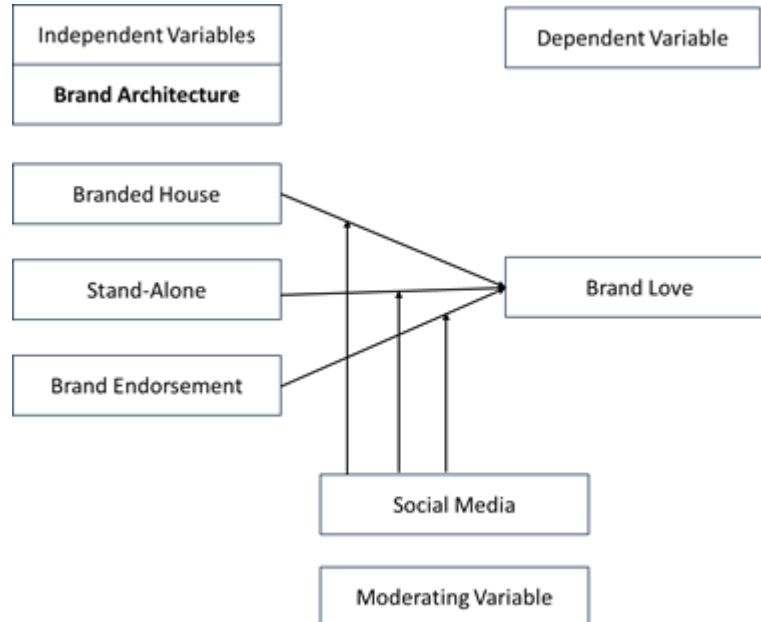 Independent Variables
Dependent Variable
Brand Architecture
Branded House
Stand-Alone
Brand Love
Brand Endorsement
Social Media
Moderating Variable